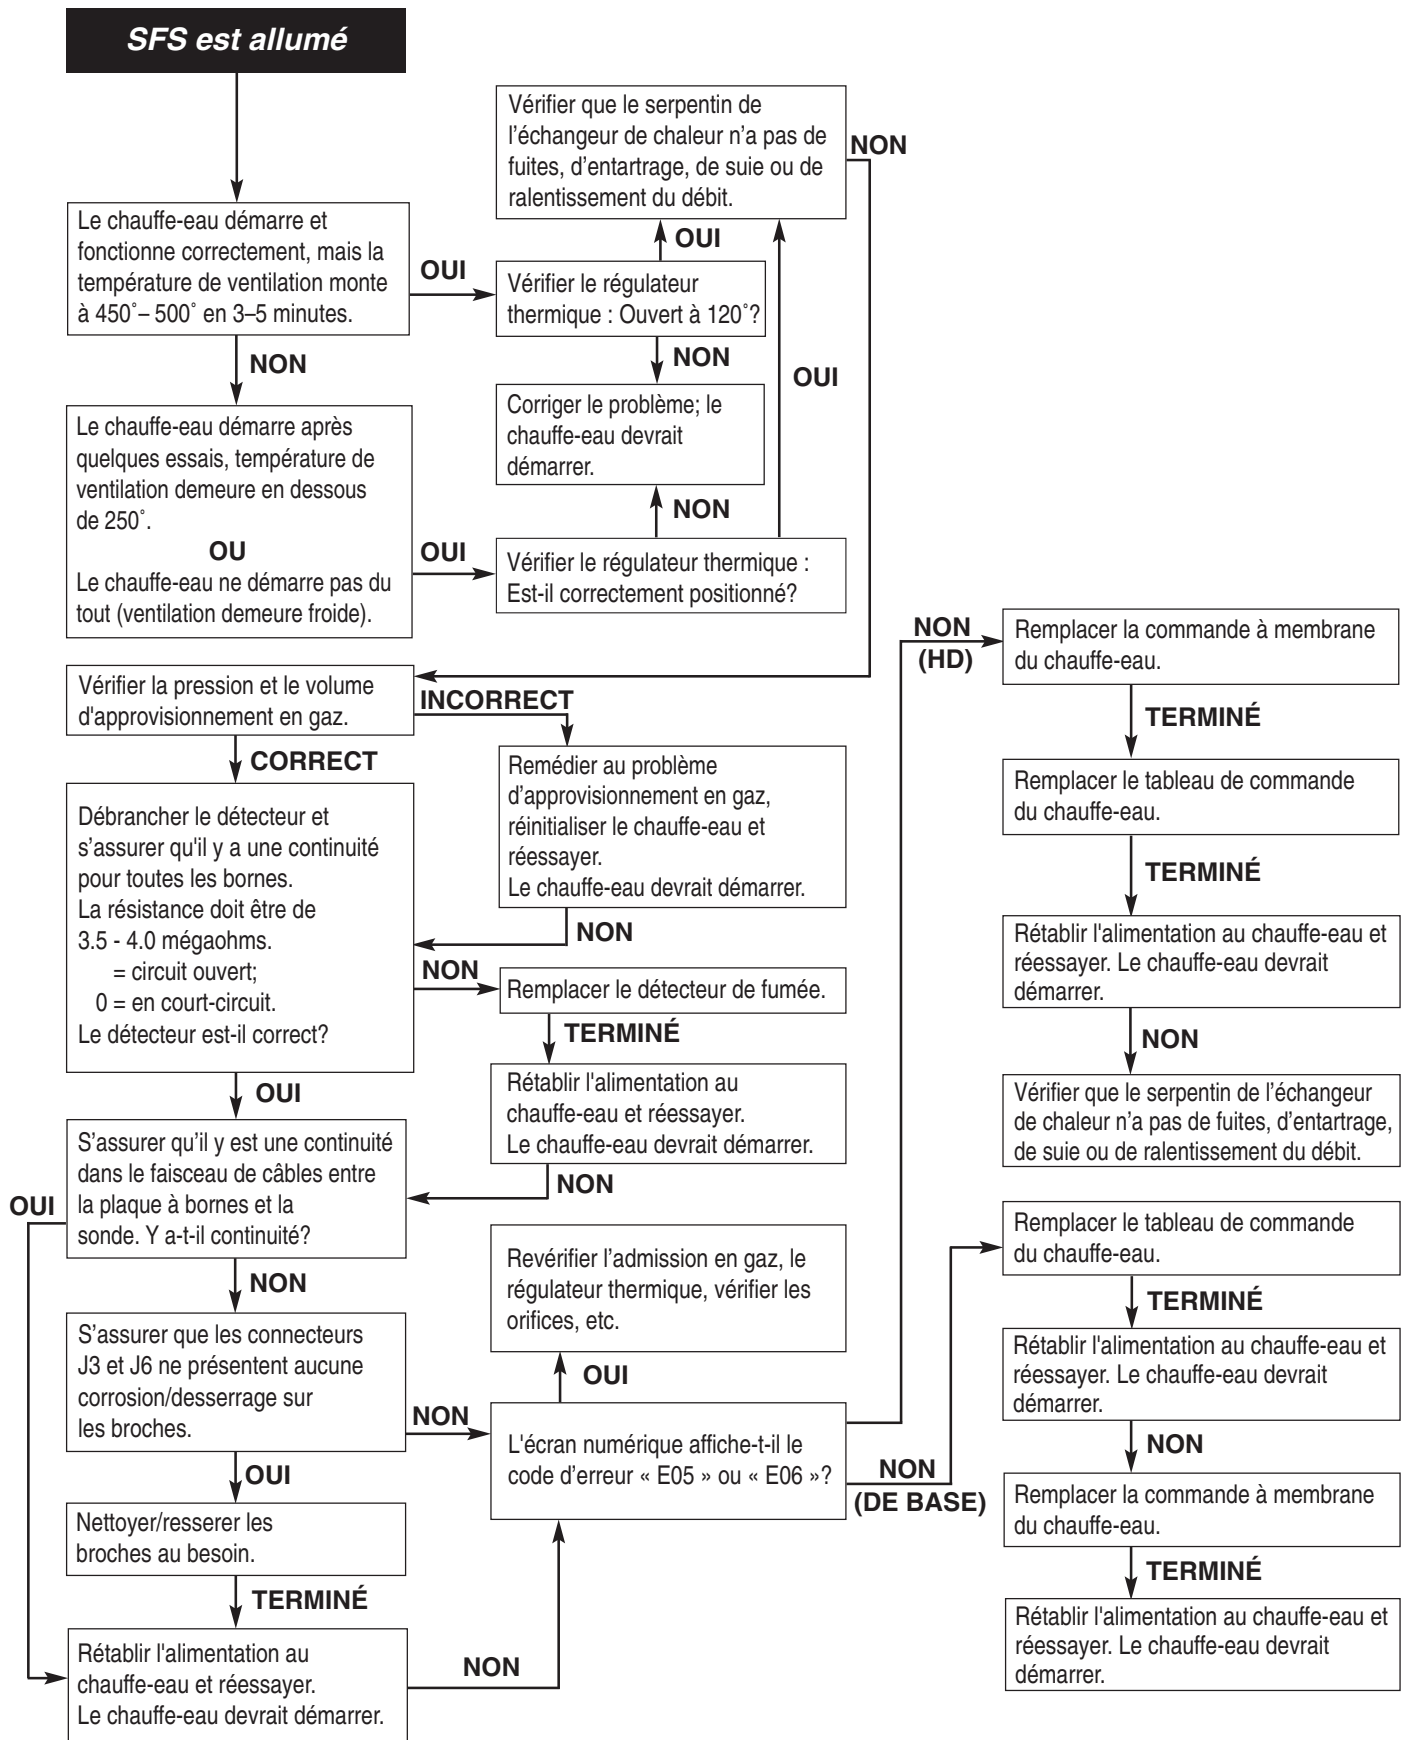 SFS est allumé
Vérifier que le serpentin de
l’échangeur de chaleur n’a pas de
fuites, d’entartrage, de suie ou de
ralentissement du débit.
NON
Le chauffe-eau démarre et
fonctionne correctement, mais la
température de ventilation monte
à 450˚– 500˚ en 3–5 minutes.
OUI
OUI
Vérifier le régulateur
thermique : Ouvert à 120˚?
NON
NON
OUI
Corriger le problème; le
chauffe-eau devrait
démarrer.
Le chauffe-eau démarre après
quelques essais, température de
ventilation demeure en dessous
de 250˚.
OU
Le chauffe-eau ne démarre pas du
tout (ventilation demeure froide).
NON
OUI
Vérifier le régulateur thermique :
Est-il correctement positionné?
Vérifier la pression et le volume
d'approvisionnement en gaz.
INCORRECT
CORRECT
Remédier au problème
d’approvisionnement en gaz,
réinitialiser le chauffe-eau et
réessayer.
Le chauffe-eau devrait démarrer.
NON
Débrancher le détecteur et
s’assurer qu'il y a une continuité
pour toutes les bornes.
La résistance doit être de
3.5 - 4.0 mégaohms.
= circuit ouvert;
0 = en court-circuit.
Le détecteur est-il correct?
NON
Remplacer le détecteur de fumée.
TERMINÉ
Rétablir l'alimentation au
chauffe-eau et réessayer.
Le chauffe-eau devrait démarrer.
NON
OUI
S’assurer qu’il y est une continuité
dans le faisceau de câbles entre
la plaque à bornes et la
sonde. Y a-t-il continuité?
OUI
NON
S’assurer que les connecteurs
J3 et J6 ne présentent aucune
corrosion/desserrage sur
les broches.
NON
OUI
Nettoyer/resserer les
broches au besoin.
TERMINÉ
Rétablir l'alimentation au
chauffe-eau et réessayer.
Le chauffe-eau devrait démarrer.
NON
Revérifier l’admission en gaz, le
régulateur thermique, vérifier les
orifices, etc.
OUI
L'écran numérique affiche-t-il le
code d’erreur « E05 » ou « E06 »?
NON
(HD)
NON
(DE BASE)
Remplacer la commande à membrane
du chauffe-eau.
TERMINÉ
Remplacer le tableau de commande
du chauffe-eau.
TERMINÉ
Rétablir l'alimentation au chauffe-eau et
réessayer. Le chauffe-eau devrait
démarrer.
NON
Vérifier que le serpentin de l’échangeur
de chaleur n’a pas de fuites, d’entartrage,
de suie ou de ralentissement du débit.
Remplacer le tableau de commande
du chauffe-eau.
TERMINÉ
Rétablir l'alimentation au chauffe-eau et
réessayer. Le chauffe-eau devrait
démarrer.
NON
Remplacer la commande à membrane
du chauffe-eau.
TERMINÉ
Rétablir l'alimentation au chauffe-eau et
réessayer. Le chauffe-eau devrait
démarrer.